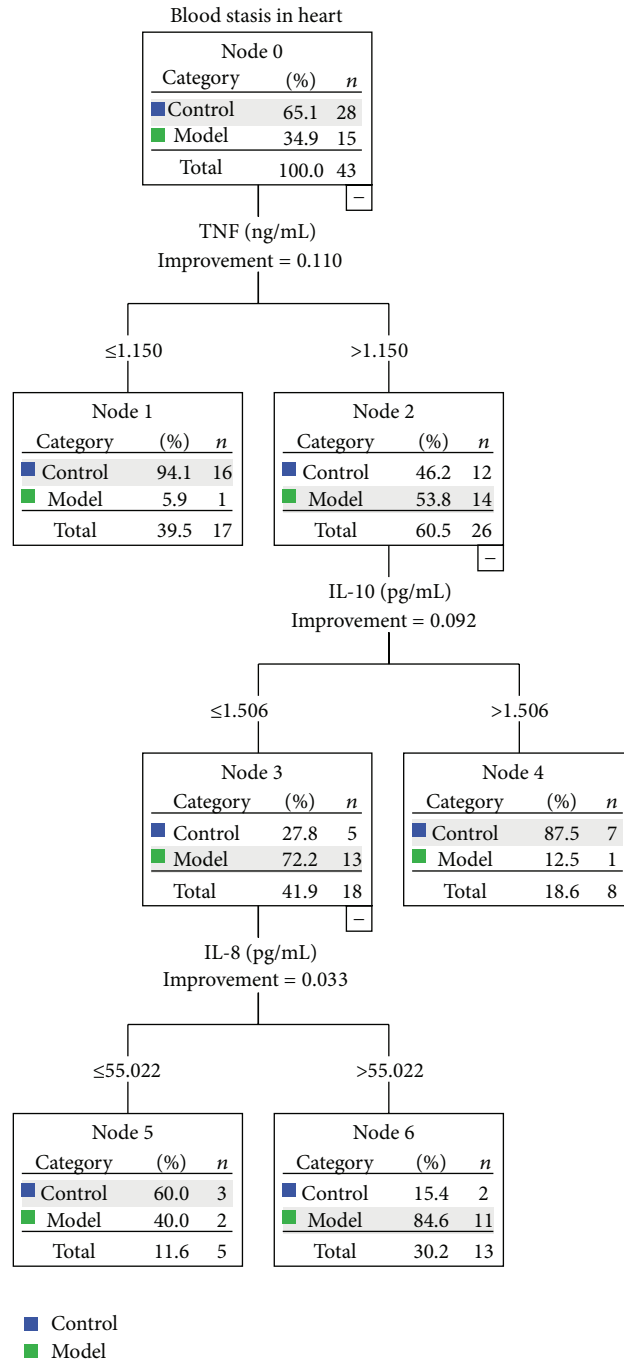 Blood stasis in heart
Node 0
Category (%) n
Control 65.1 28
Model 34.9 15
Total 100.0 43
−
TNF (ng/mL)
Improvement = 0.110
≤1.150 >1.150
Node 1
Category (%) n
Control 94.1 16
Model 5.9 1
Total 39.5 17
Node 2
Category (%) n
Control 46.2 12
Model 53.8 14
Total 60.5 26
−
IL-10 (pg/mL)
Improvement = 0.092
≤1.506 >1.506
Node 3
Category (%) n
Control 27.8 5
Model 72.2 13
Total 41.9 18
−
Node 4
Category (%) n
Control 87.5 7
Model 12.5 1
Total 18.6 8
IL-8 (pg/mL)
Improvement = 0.033
≤55.022 >55.022
Node 5
Category (%) n
Control 60.0 3
Model 40.0 2
Total 11.6 5
Node 6
Category (%) n
Control 15.4 2
Model 84.6 11
Total 30.2 13
Control
Model